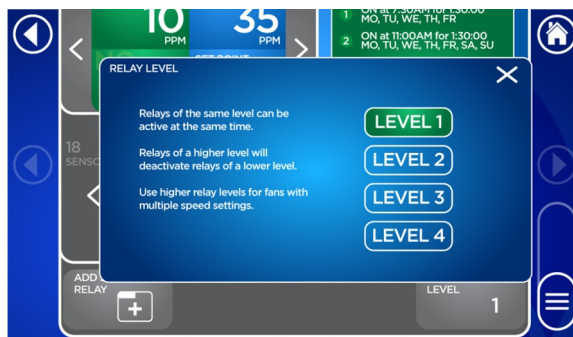 10
PPM
35
PPM
1 ON at 7:30AM for 1:30:00
MO, TU, WE, TH, FR
2 ON at 11:00AM for 1:30:00
MO, TU, WE, TH, FR, SA, SU
RELAY LEVEL
Relays of the same level can be
active at the same time.
Relays of a higher level will
deactivate relays of a lower level.
Use higher relay levels for fans with
multiple speed settings.
LEVEL 1
LEVEL 2
LEVEL 3
LEVEL 4
18
SENSO
ADD
RELAY
LEVEL
1